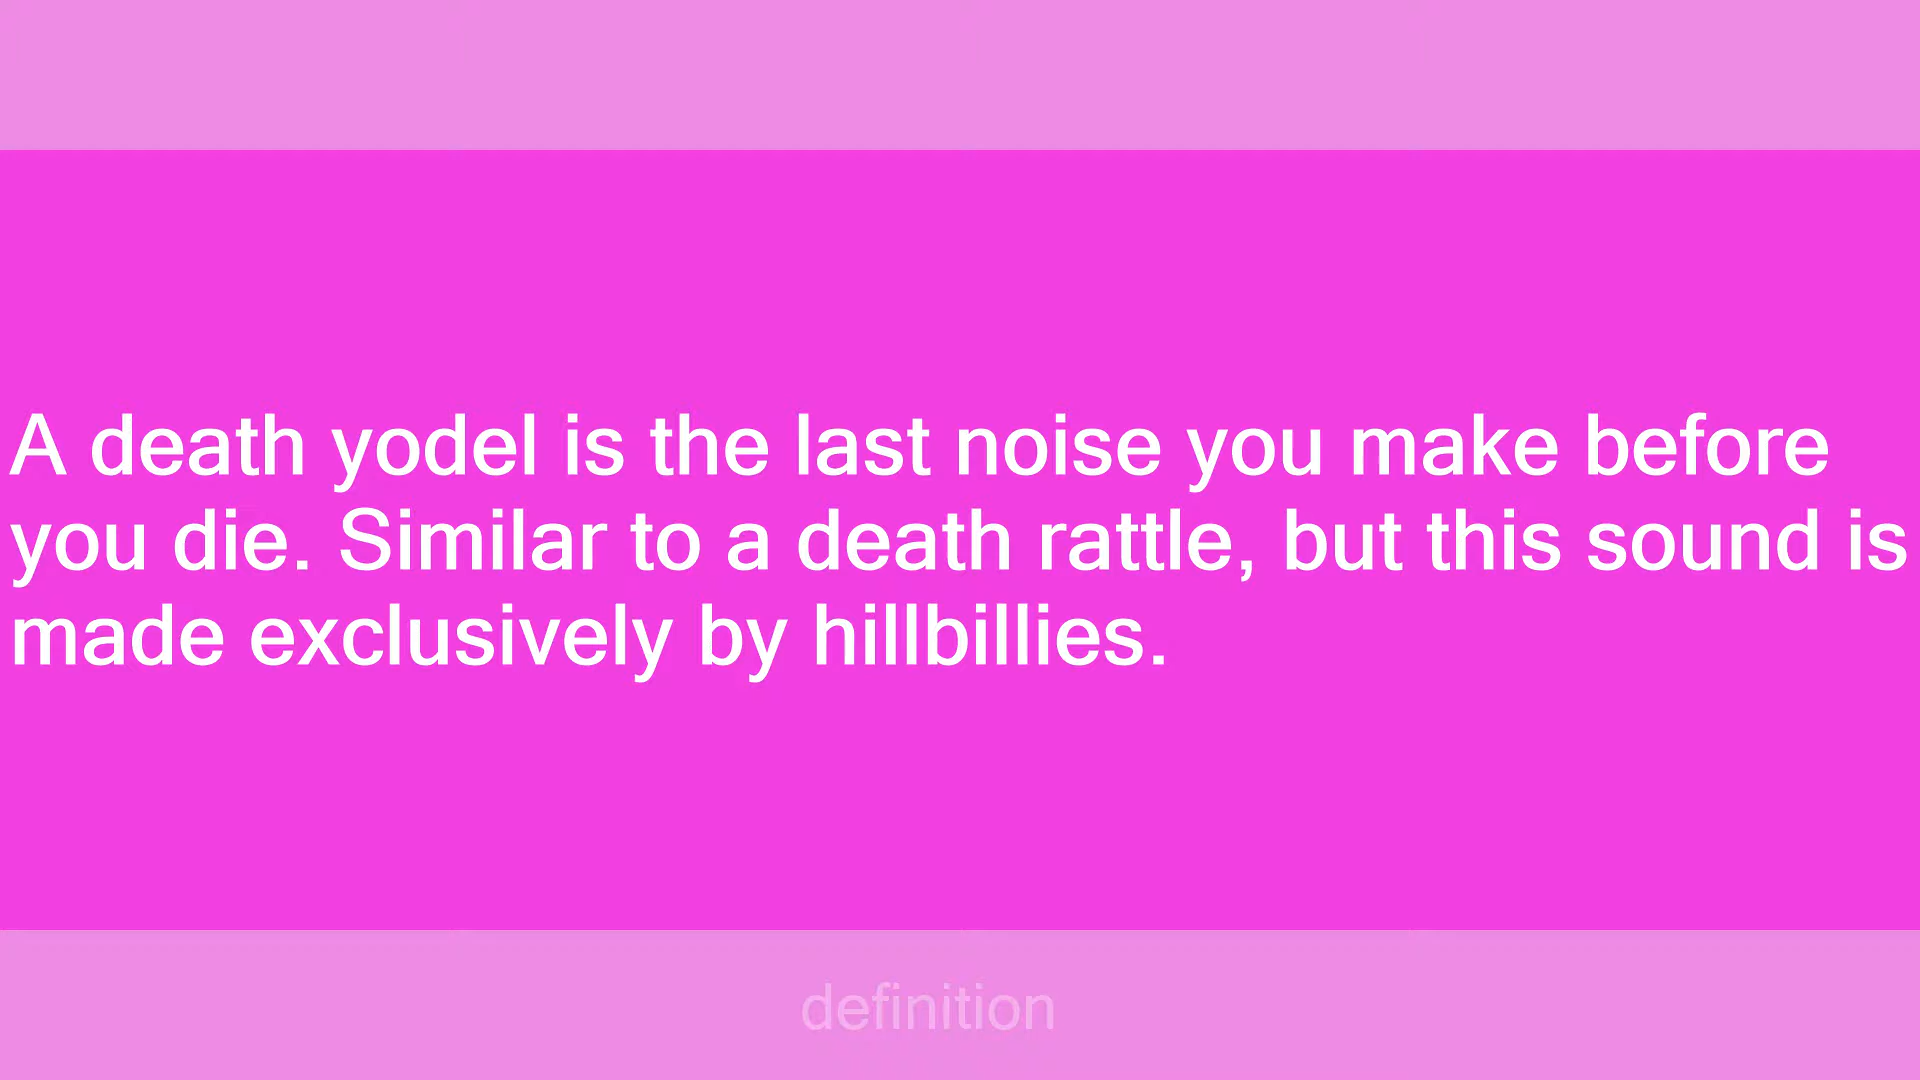 A death yodel is the last noise you make before
you die. Similar to a death rattle, but this sound is
made exclusively by hillbillies.
definition